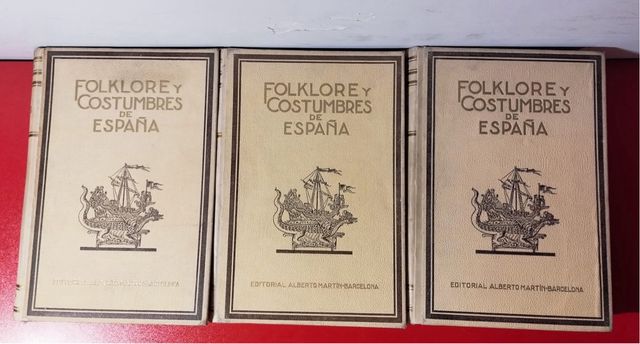 FOLKLORE Y
COSTUMBRES
DE
ESPAÑA
FOLKLORE Y
COSTUMBRES
DE
ESPAÑA
EDITORIAL ALBERTO MARTÍN-BARCELONA
FOLKLORE Y
COSTUMBRES
DE
ESPAÑA
EDITORIAL ALBERTO MARTÍN-BARCELONA